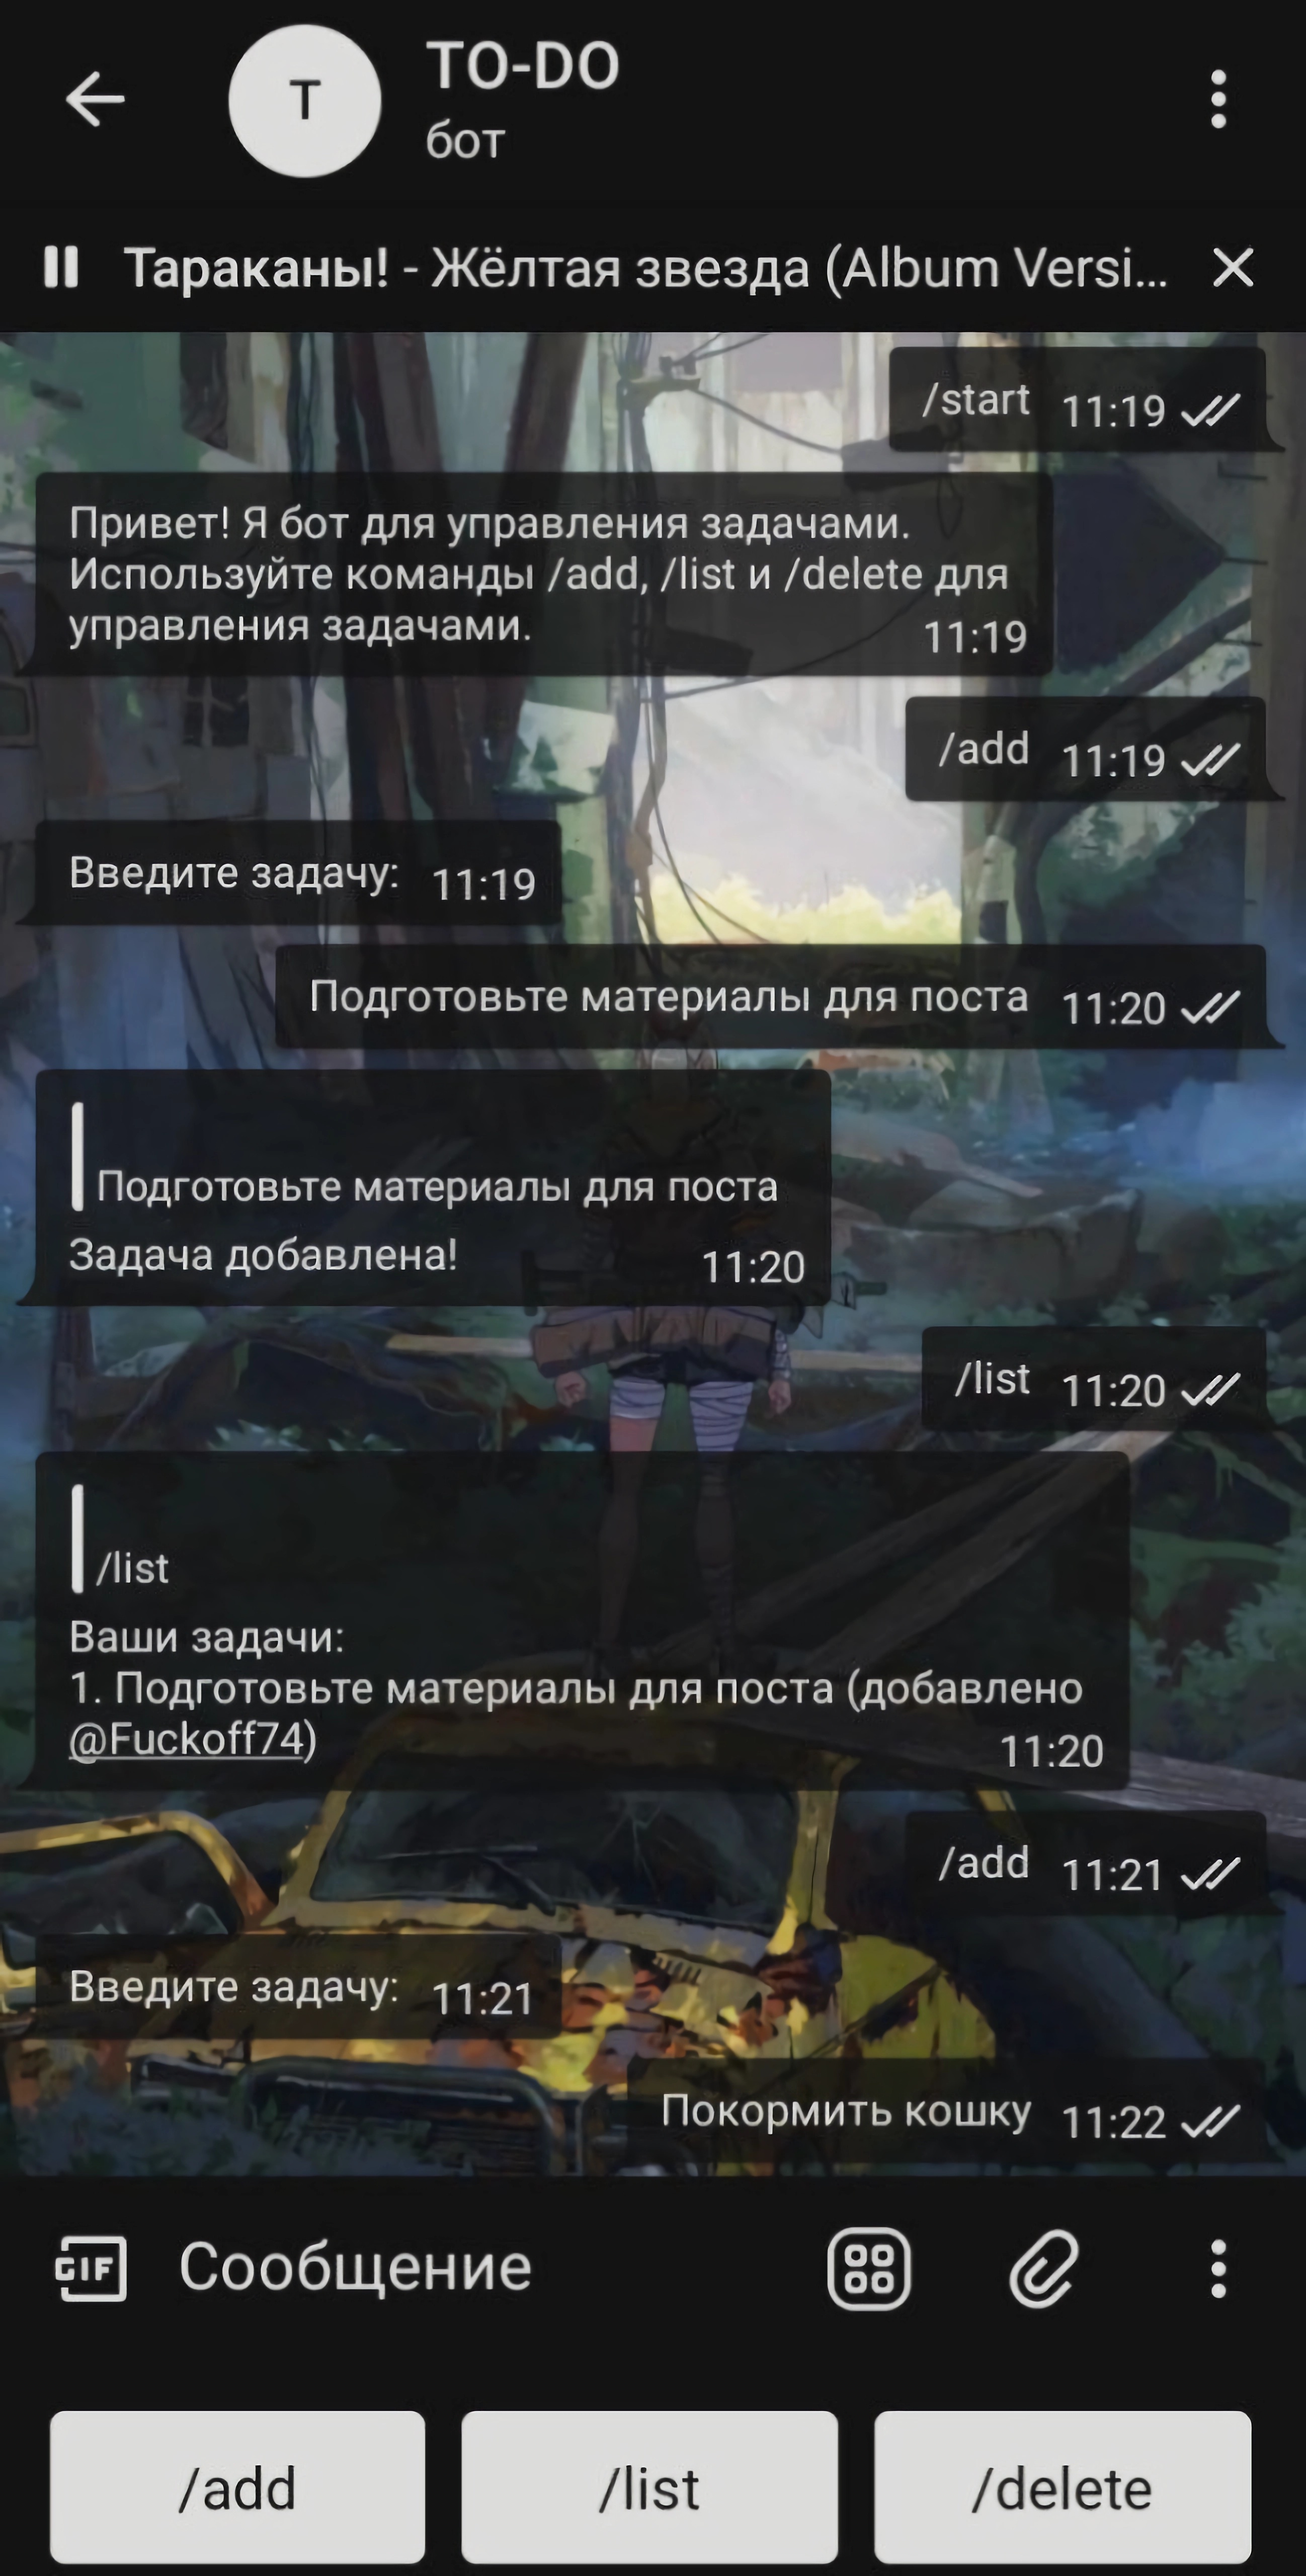 T
TO-DO
бот
Тараканы! - Жёлтая звезда (Album Versi...
/start 11:19
Привет! Я бот для управления задачами.
Используйте команды /add, /list и /delete для
управления задачами.
11:19
/add 11:19
Введите задачу: 11:19
Подготовьте материалы для поста 11:20
Подготовьте материалы для поста
Задача добавлена! 11:20
/list 11:20
/list
Ваши задачи:
1. Подготовьте материалы для поста (добавлено
@Fuckoff74)
11:20
/add 11:21
Введите задачу: 11:21
Покормить кошку 11:22
GIF Сообщение
/add /list /delete